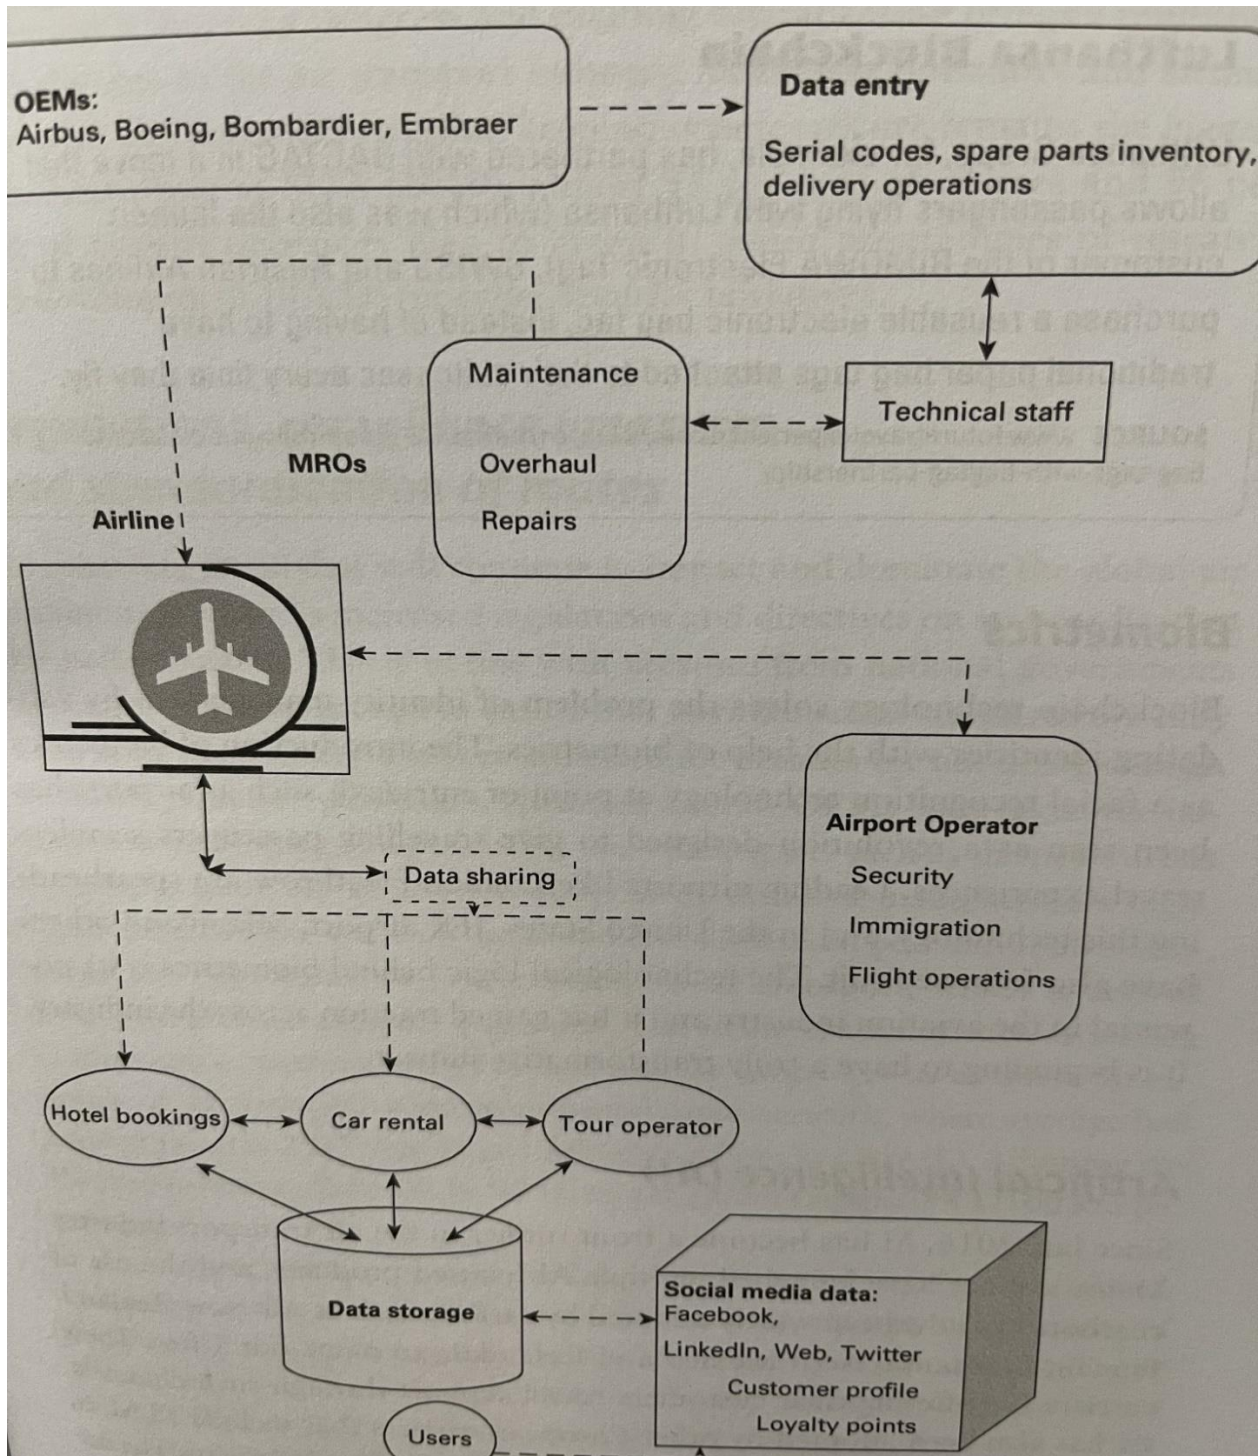 OEMs:
Airbus, Boeing, Bombardier, Embraer
Data entry
Serial codes, spare parts inventory,
delivery operations
Technical staff
Maintenance
Overhaul
Repairs
MROs
Airline
Airport Operator
Security
Immigration
Flight operations
Data sharing
Hotel bookings
Car rental
Tour operator
Data storage
Social media data:
Facebook,
LinkedIn, Web, Twitter
Customer profile
Loyalty points
Users